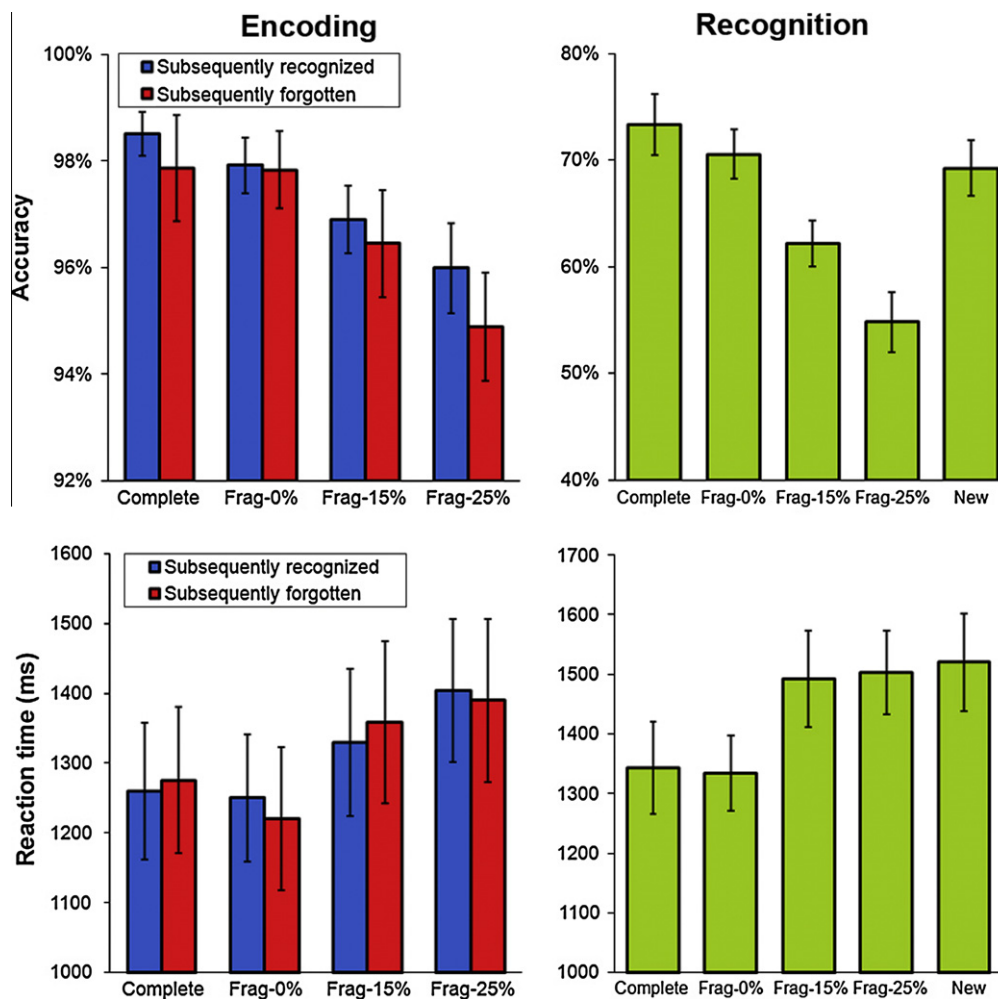 Encoding
Recognition
Accuracy
100%
98%
96%
94%
92%
Subsequently recognized
Subsequently forgotten
Complete Frag-0% Frag-15% Frag-25%
80%
70%
60%
50%
40%
Complete Frag-0% Frag-15% Frag-25% New
Reaction time (ms)
1600
1500
1400
1300
1200
1100
1000
Subsequently recognized
Subsequently forgotten
Complete Frag-0% Frag-15% Frag-25%
1700
1600
1500
1400
1300
1200
1100
1000
Complete Frag-0% Frag-15% Frag-25% New